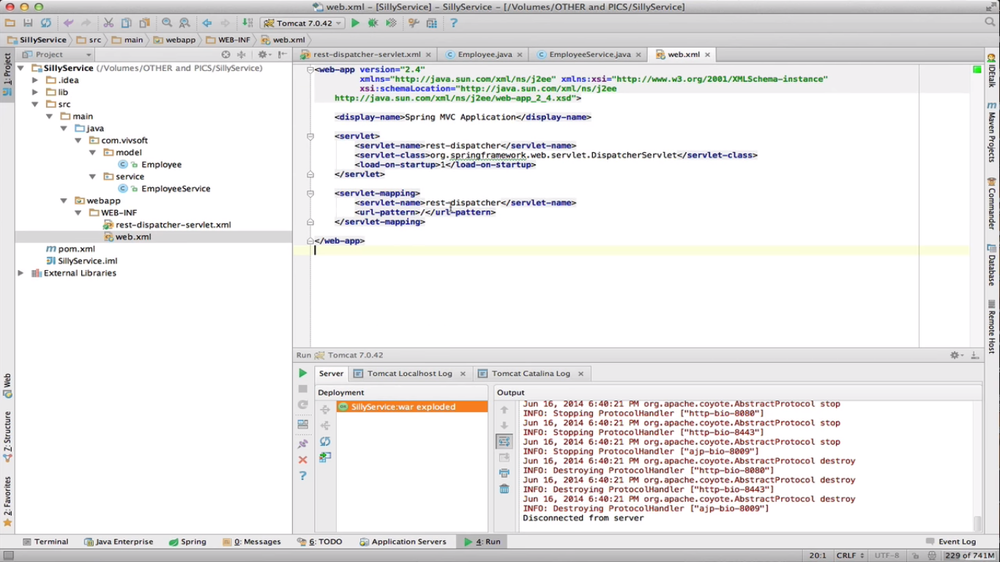 web.xml – [SillyService] – SillyService – [/Volumes/OTHER and PICS/SillyService]
Tomcat 7.0.42
SillyService
src
main
webapp
WEB-INF
web.xml
Project
rest-dispatcher-servlet.xml
Employee.java
EmployeeService.java
web.xml
1: Project
SillyService (/Volumes/OTHER and PICS/SillyService)
.idea
lib
src
main
java
com.vivsoft
model
Employee
service
EmployeeService
webapp
WEB-INF
rest-dispatcher-servlet.xml
web.xml
pom.xml
SillyService.iml
External Libraries
<web-app version="2.4"
xmlns="http://java.sun.com/xml/ns/j2ee" xmlns:xsi="http://www.w3.org/2001/XMLSchema-instance"
xsi:schemaLocation="http://java.sun.com/xml/ns/j2ee
http://java.sun.com/xml/ns/j2ee/web-app_2_4.xsd">
<display-name>Spring MVC Application</display-name>
<servlet>
<servlet-name>rest-dispatcher</servlet-name>
<servlet-class>org.springframework.web.servlet.DispatcherServlet</servlet-class>
<load-on-startup>1</load-on-startup>
</servlet>
<servlet-mapping>
<servlet-name>rest-dispatcher</servlet-name>
<url-pattern>/</url-pattern>
</servlet-mapping>
</web-app>
IDEtalk
Maven Projects
Commander
Database
Remote Host
Web
Z: Structure
2: Favorites
Run Tomcat 7.0.42
Server
Tomcat Localhost Log
Tomcat Catalina Log
Deployment
SillyService:war exploded
Output
Jun 16, 2014 6:40:21 PM org.apache.coyote.AbstractProtocol stop
INFO: Stopping ProtocolHandler ["http-bio-8080"]
Jun 16, 2014 6:40:21 PM org.apache.coyote.AbstractProtocol stop
INFO: Stopping ProtocolHandler ["http-bio-8443"]
Jun 16, 2014 6:40:21 PM org.apache.coyote.AbstractProtocol stop
INFO: Stopping ProtocolHandler ["ajp-bio-8009"]
Jun 16, 2014 6:40:21 PM org.apache.coyote.AbstractProtocol destroy
INFO: Destroying ProtocolHandler ["http-bio-8080"]
Jun 16, 2014 6:40:21 PM org.apache.coyote.AbstractProtocol destroy
INFO: Destroying ProtocolHandler ["http-bio-8443"]
Jun 16, 2014 6:40:21 PM org.apache.coyote.AbstractProtocol destroy
INFO: Destroying ProtocolHandler ["ajp-bio-8009"]
Disconnected from server
Terminal
Java Enterprise
Spring
0: Messages
6: TODO
Application Servers
4: Run
Event Log
20:1
CRLF
UTF-8
229 of 741M